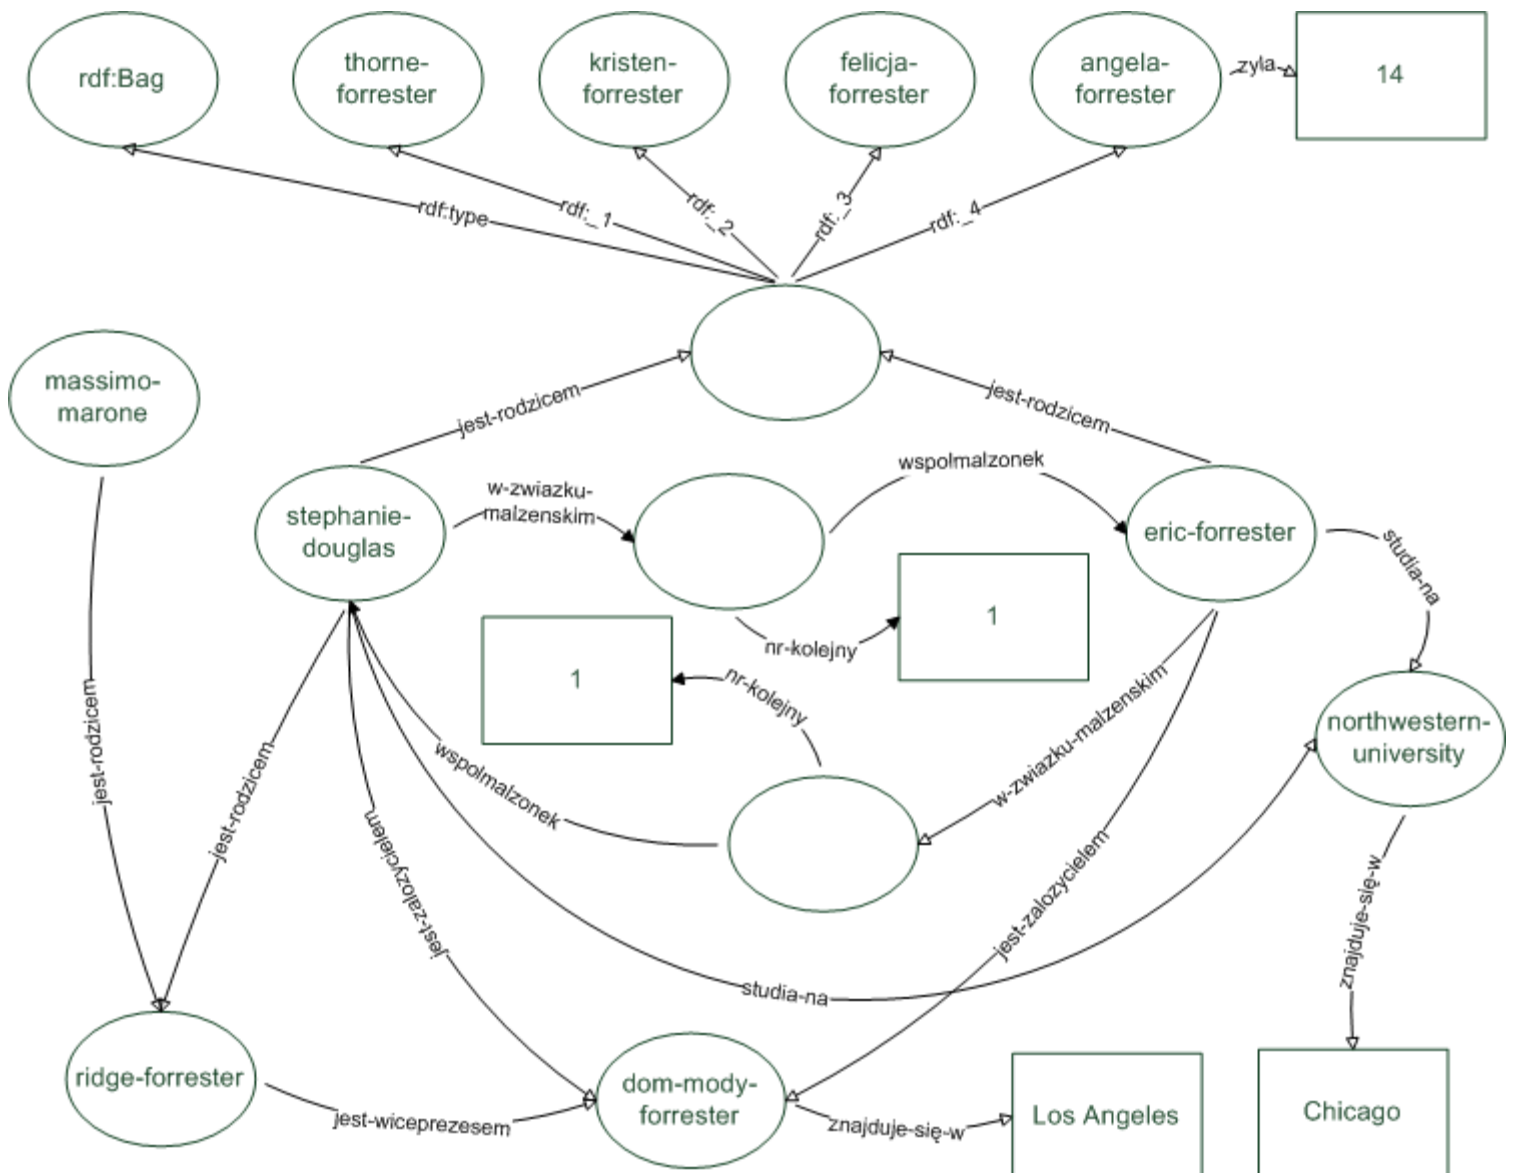 rdf:Bag
thorne-
forrester
kristen-
forrester
felicja-
forrester
angela-
forrester
zyla
14
rdf:type
rdf:_1
rdf:_2
rdf:_3
rdf:_4
massimo-
marone
jest-rodzicem
jest-rodzicem
stephanie-
douglas
w-zwiazku-
malzenskim
wspolmalzonek
eric-forrester
studia-na
nr-kolejny
1
1
nr-kolejny
w-zwiazku-malzenskim
northwestern-
university
jest-rodzicem
jest-rodzicem
wspolmalzonek
jest-zalozycielem
jest-zalozycielem
studia-na
znajduje-się-w
ridge-forrester
jest-wiceprezesem
dom-mody-
forrester
znajduje-się-w
Los Angeles
Chicago